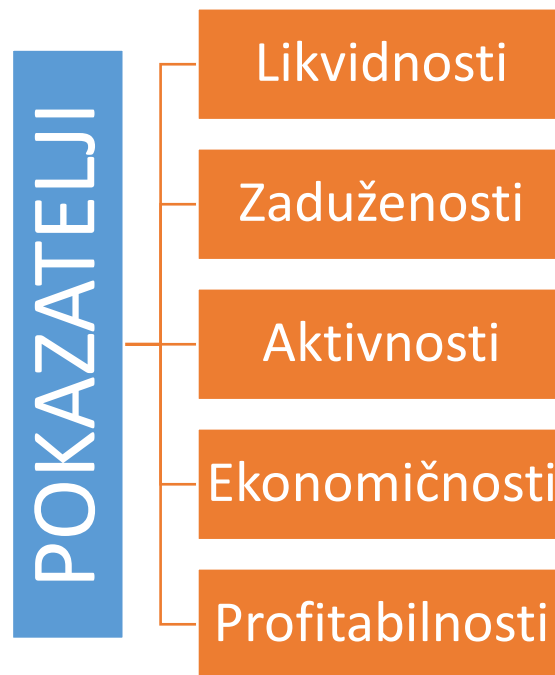 POKAZATELJI
Likvidnosti
Zaduženosti
Aktivnosti
Ekonomičnosti
Profitabilnosti